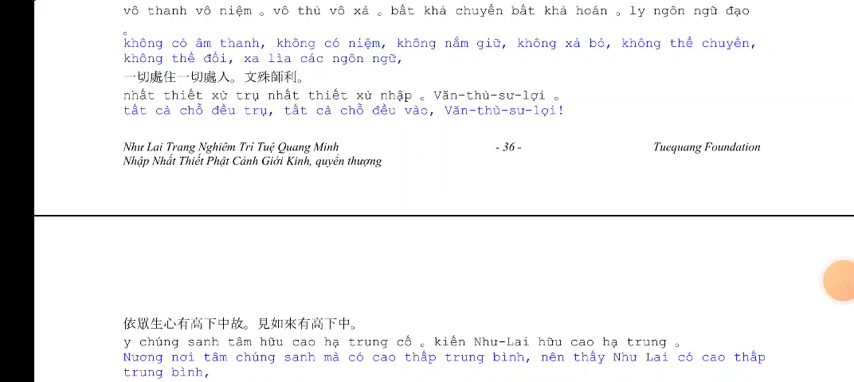 vô thanh vô niệm 。 vô thủ vô xả 。 bất khả chuyển bất khả hoán 。 ly ngôn ngữ đạo
。
không có âm thanh, không có niệm, không nắm giữ, không xả bỏ, không thể chuyển,
không thể đổi, xa lìa các ngôn ngữ,
一切處住一切處人。文殊師利。
nhất thiết xử trụ nhất thiết xử nhập 。 Văn-thù-sư-lợi 。
tất cả chỗ đều trụ, tất cả chỗ đều vào, Văn-thù-sư-lợi!
Như Lai Trang Nghiêm Trí Tuệ Quang Minh - 36 - Tuequang Foundation
Nhập Nhất Thiết Phật Cảnh Giới Kinh, quyển thượng
依眾生心有高下中故。見如來有高下中。
y chúng sanh tâm hữu cao hạ trung cố 。 kiến Như-Lai hữu cao hạ trung 。
Nương nơi tâm chúng sanh mà có cao thấp trung bình, nên thấy Như Lai có cao thấp
trung bình,